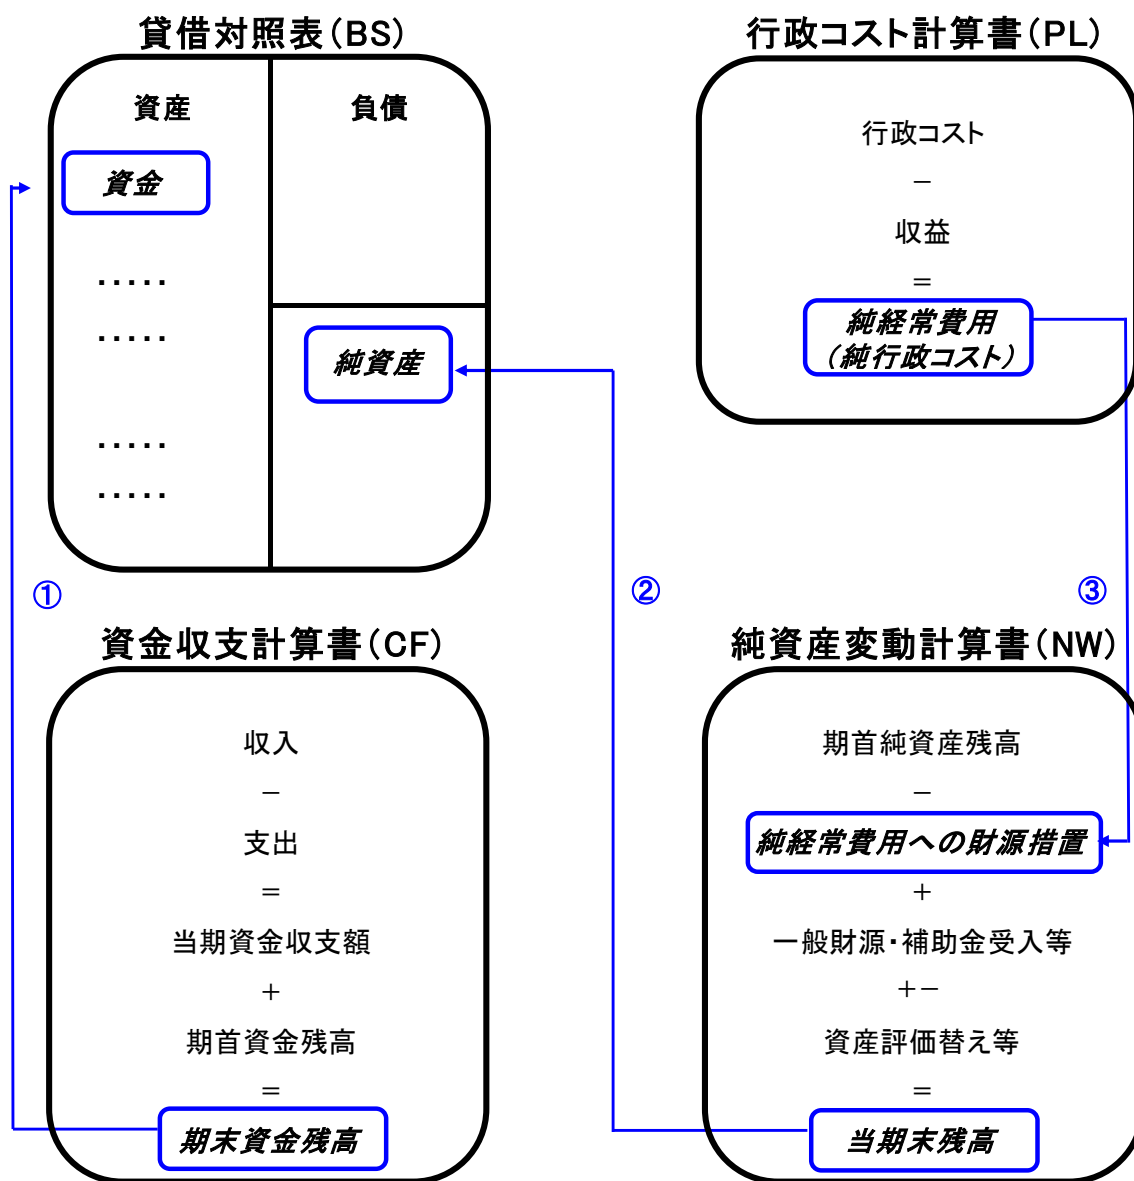 貸借対照表(BS)
資産
負債
資金
・・・・・
・・・・・
純資産
・・・・・
・・・・・
行政コスト計算書(PL)
行政コスト
－
収益
＝
純経常費用
(純行政コスト)
①
②
③
資金収支計算書(CF)
収入
－
支出
＝
当期資金収支額
＋
期首資金残高
＝
期末資金残高
純資産変動計算書(NW)
期首純資産残高
－
純経常費用への財源措置
＋
一般財源・補助金受入等
＋－
資産評価替え等
＝
当期末残高